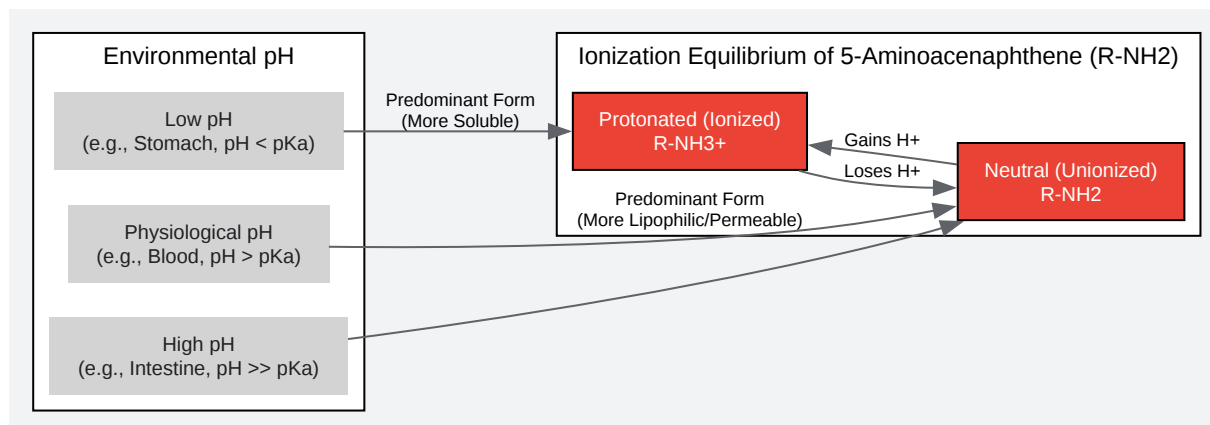 Environmental pH
Low pH
(e.g., Stomach, pH < pKa)
Physiological pH
(e.g., Blood, pH > pKa)
High pH
(e.g., Intestine, pH >> pKa)
Predominant Form
(More Soluble)
Ionization Equilibrium of 5-Aminoacenaphthene (R-NH2)
Protonated (Ionized)
R-NH3+
Gains H+
Loses H+
Neutral (Unionized)
R-NH2
Predominant Form
(More Lipophilic/Permeable)